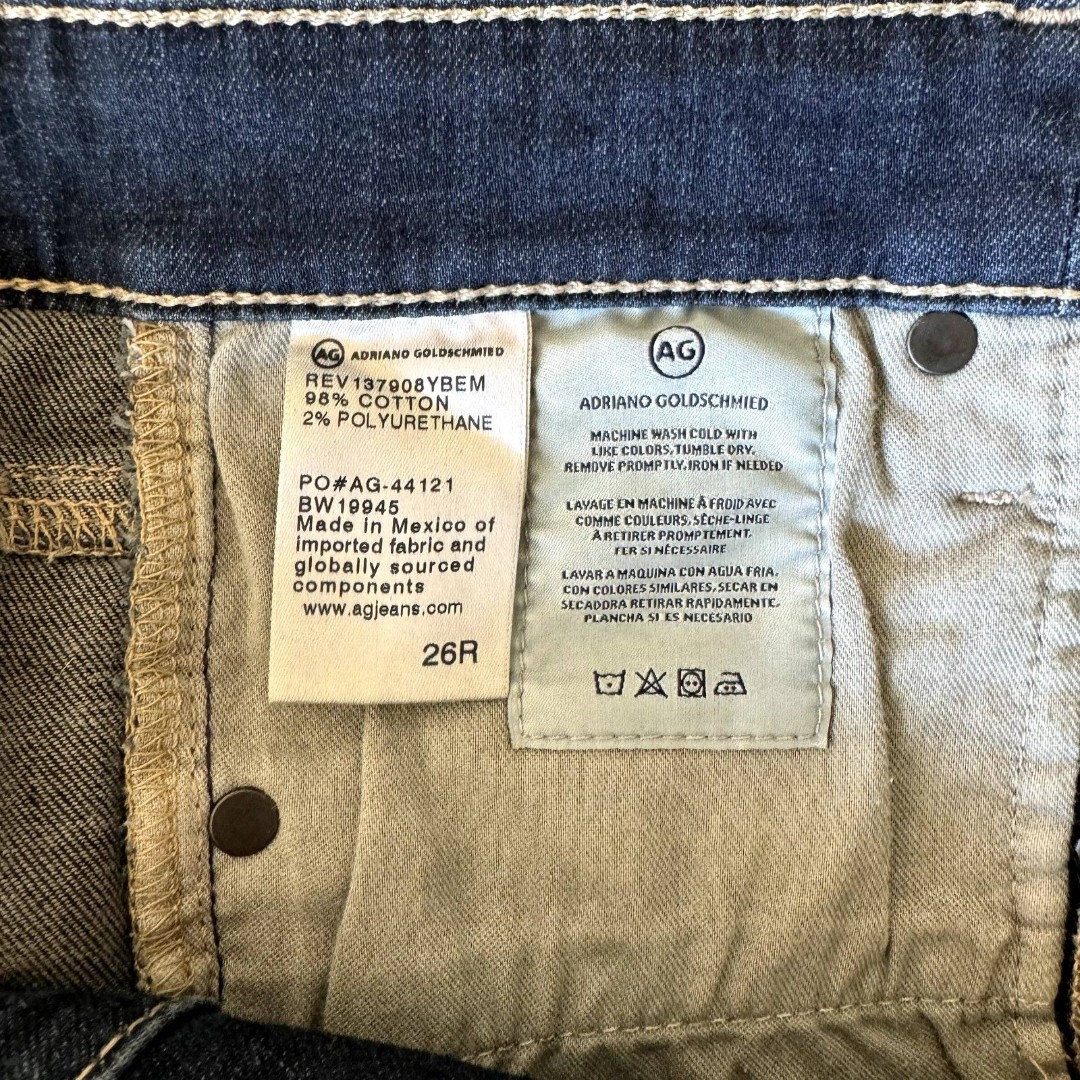 AG ADRIANO GOLDSCHMIED
REV137908YBEM
98% COTTON
2% POLYURETHANE
PO#AG-44121
BW19945
Made in Mexico of
imported fabric and
globally sourced
components
www.agjeans.com
26R
AG
ADRIANO GOLDSCHMIED
MACHINE WASH COLD WITH
LIKE COLORS, TUMBLE DRY.
REMOVE PROMPTLY, IRON IF NEEDED
LAVAGE EN MACHINE À FROID AVEC
COMME COULEURS, SÈCHE-LINGE
À RETIRER PROMPTEMENT.
FER SI NÉCESSAIRE
LAVAR A MAQUINA CON AGUA FRIA,
CON COLORES SIMILARES, SECAR EN
SECADORA RETIRAR RAPIDAMENTE.
PLANCHA SI ES NECESARIO